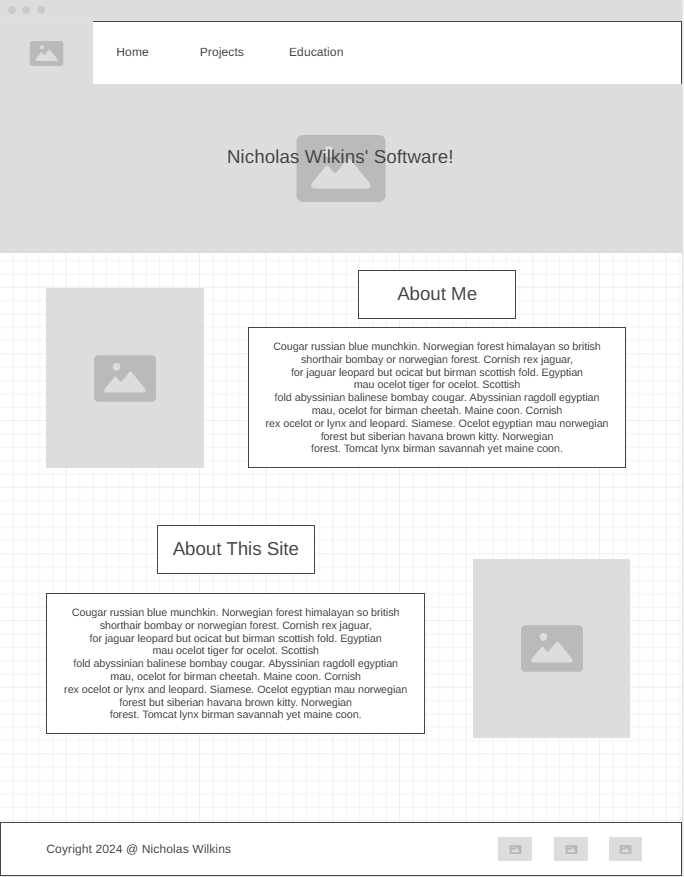 Home Projects Education
Nicholas Wilkins' Software!
About Me
Cougar russian blue munchkin. Norwegian forest himalayan so british
shorthair bombay or norwegian forest. Cornish rex jaguar,
for jaguar leopard but ocicat but birman scottish fold. Egyptian
mau ocelot tiger for ocelot. Scottish
fold abyssinian balinese bombay cougar. Abyssinian ragdoll egyptian
mau, ocelot for birman cheetah. Maine coon. Cornish
rex ocelot or lynx and leopard. Siamese. Ocelot egyptian mau norwegian
forest but siberian havana brown kitty. Norwegian
forest. Tomcat lynx birman savannah yet maine coon.
About This Site
Cougar russian blue munchkin. Norwegian forest himalayan so british
shorthair bombay or norwegian forest. Cornish rex jaguar,
for jaguar leopard but ocicat but birman scottish fold. Egyptian
mau ocelot tiger for ocelot. Scottish
fold abyssinian balinese bombay cougar. Abyssinian ragdoll egyptian
mau, ocelot for birman cheetah. Maine coon. Cornish
rex ocelot or lynx and leopard. Siamese. Ocelot egyptian mau norwegian
forest but siberian havana brown kitty. Norwegian
forest. Tomcat lynx birman savannah yet maine coon.
Coyright 2024 @ Nicholas Wilkins